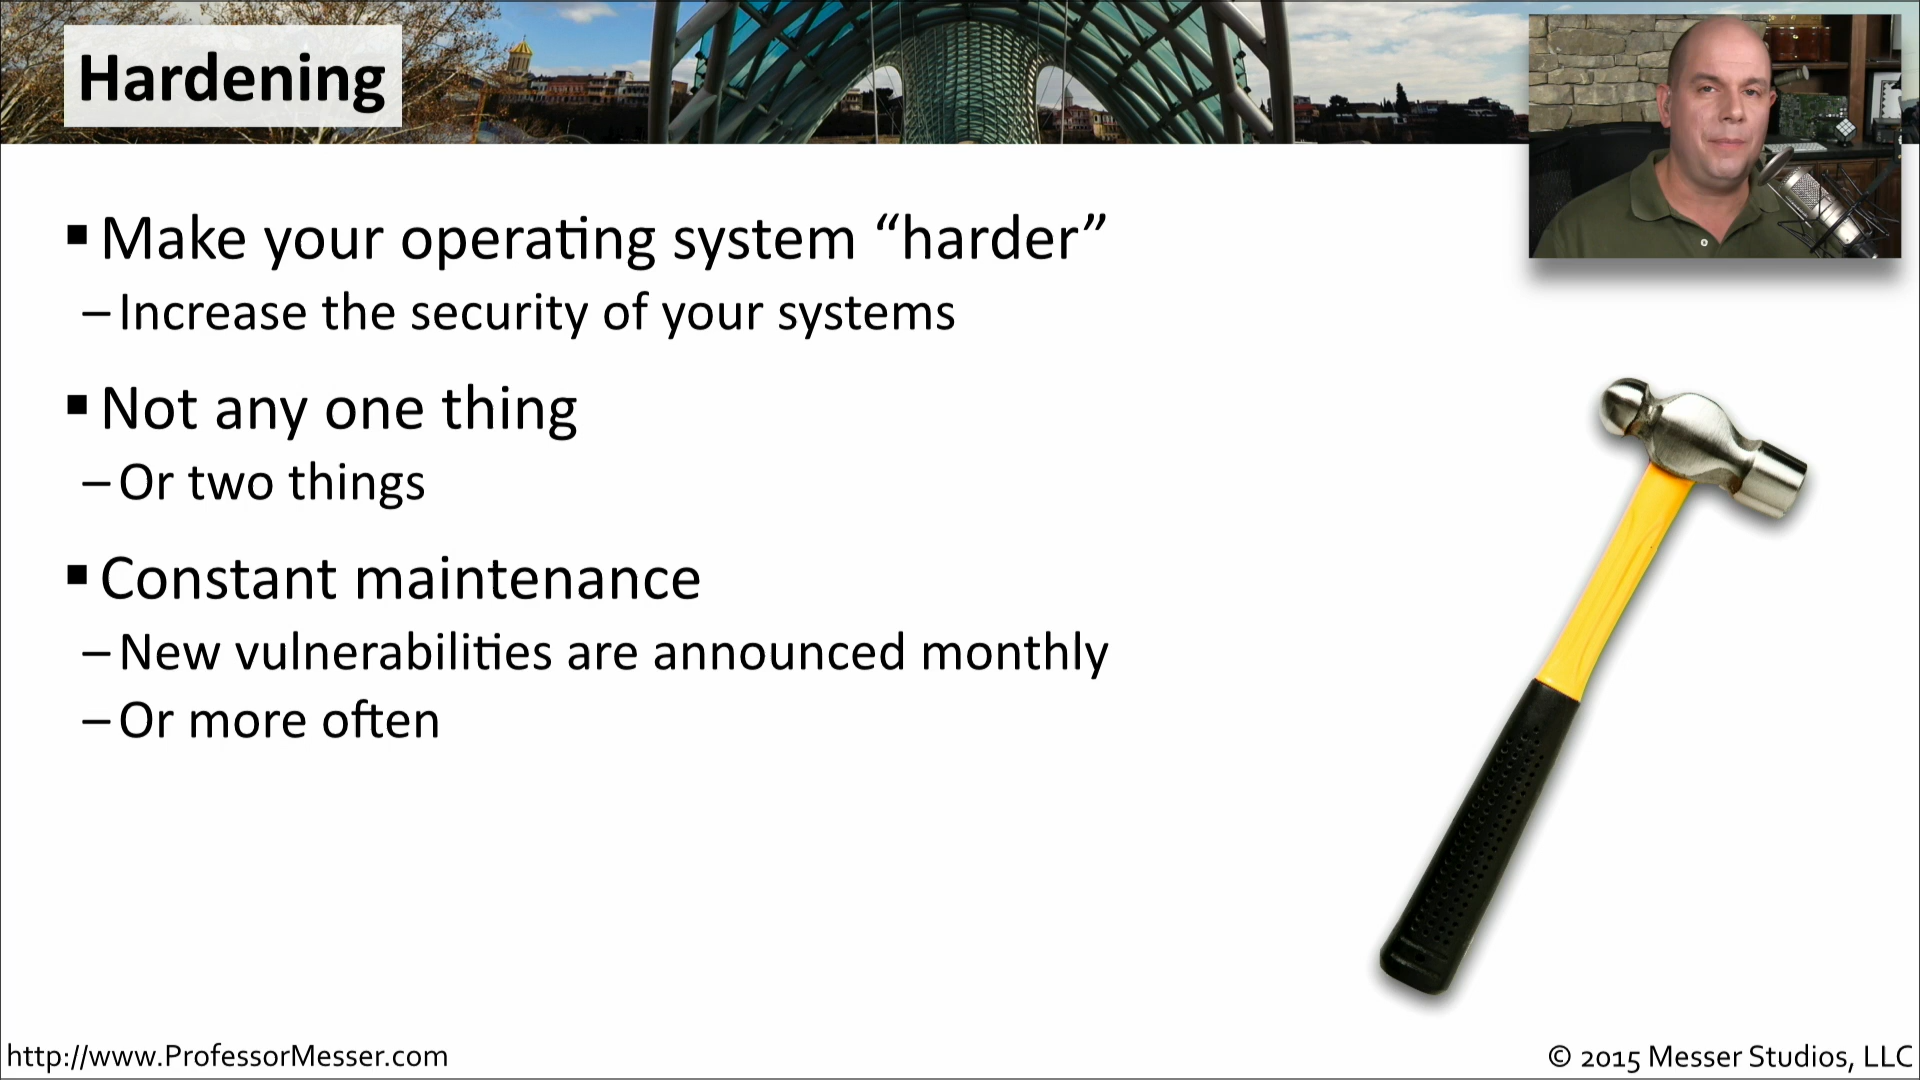 Hardening
▪ Make your operating system “harder”
– Increase the security of your systems
▪ Not any one thing
– Or two things
▪ Constant maintenance
– New vulnerabilities are announced monthly
– Or more often
http://www.ProfessorMesser.com
© 2015 Messer Studios, LLC